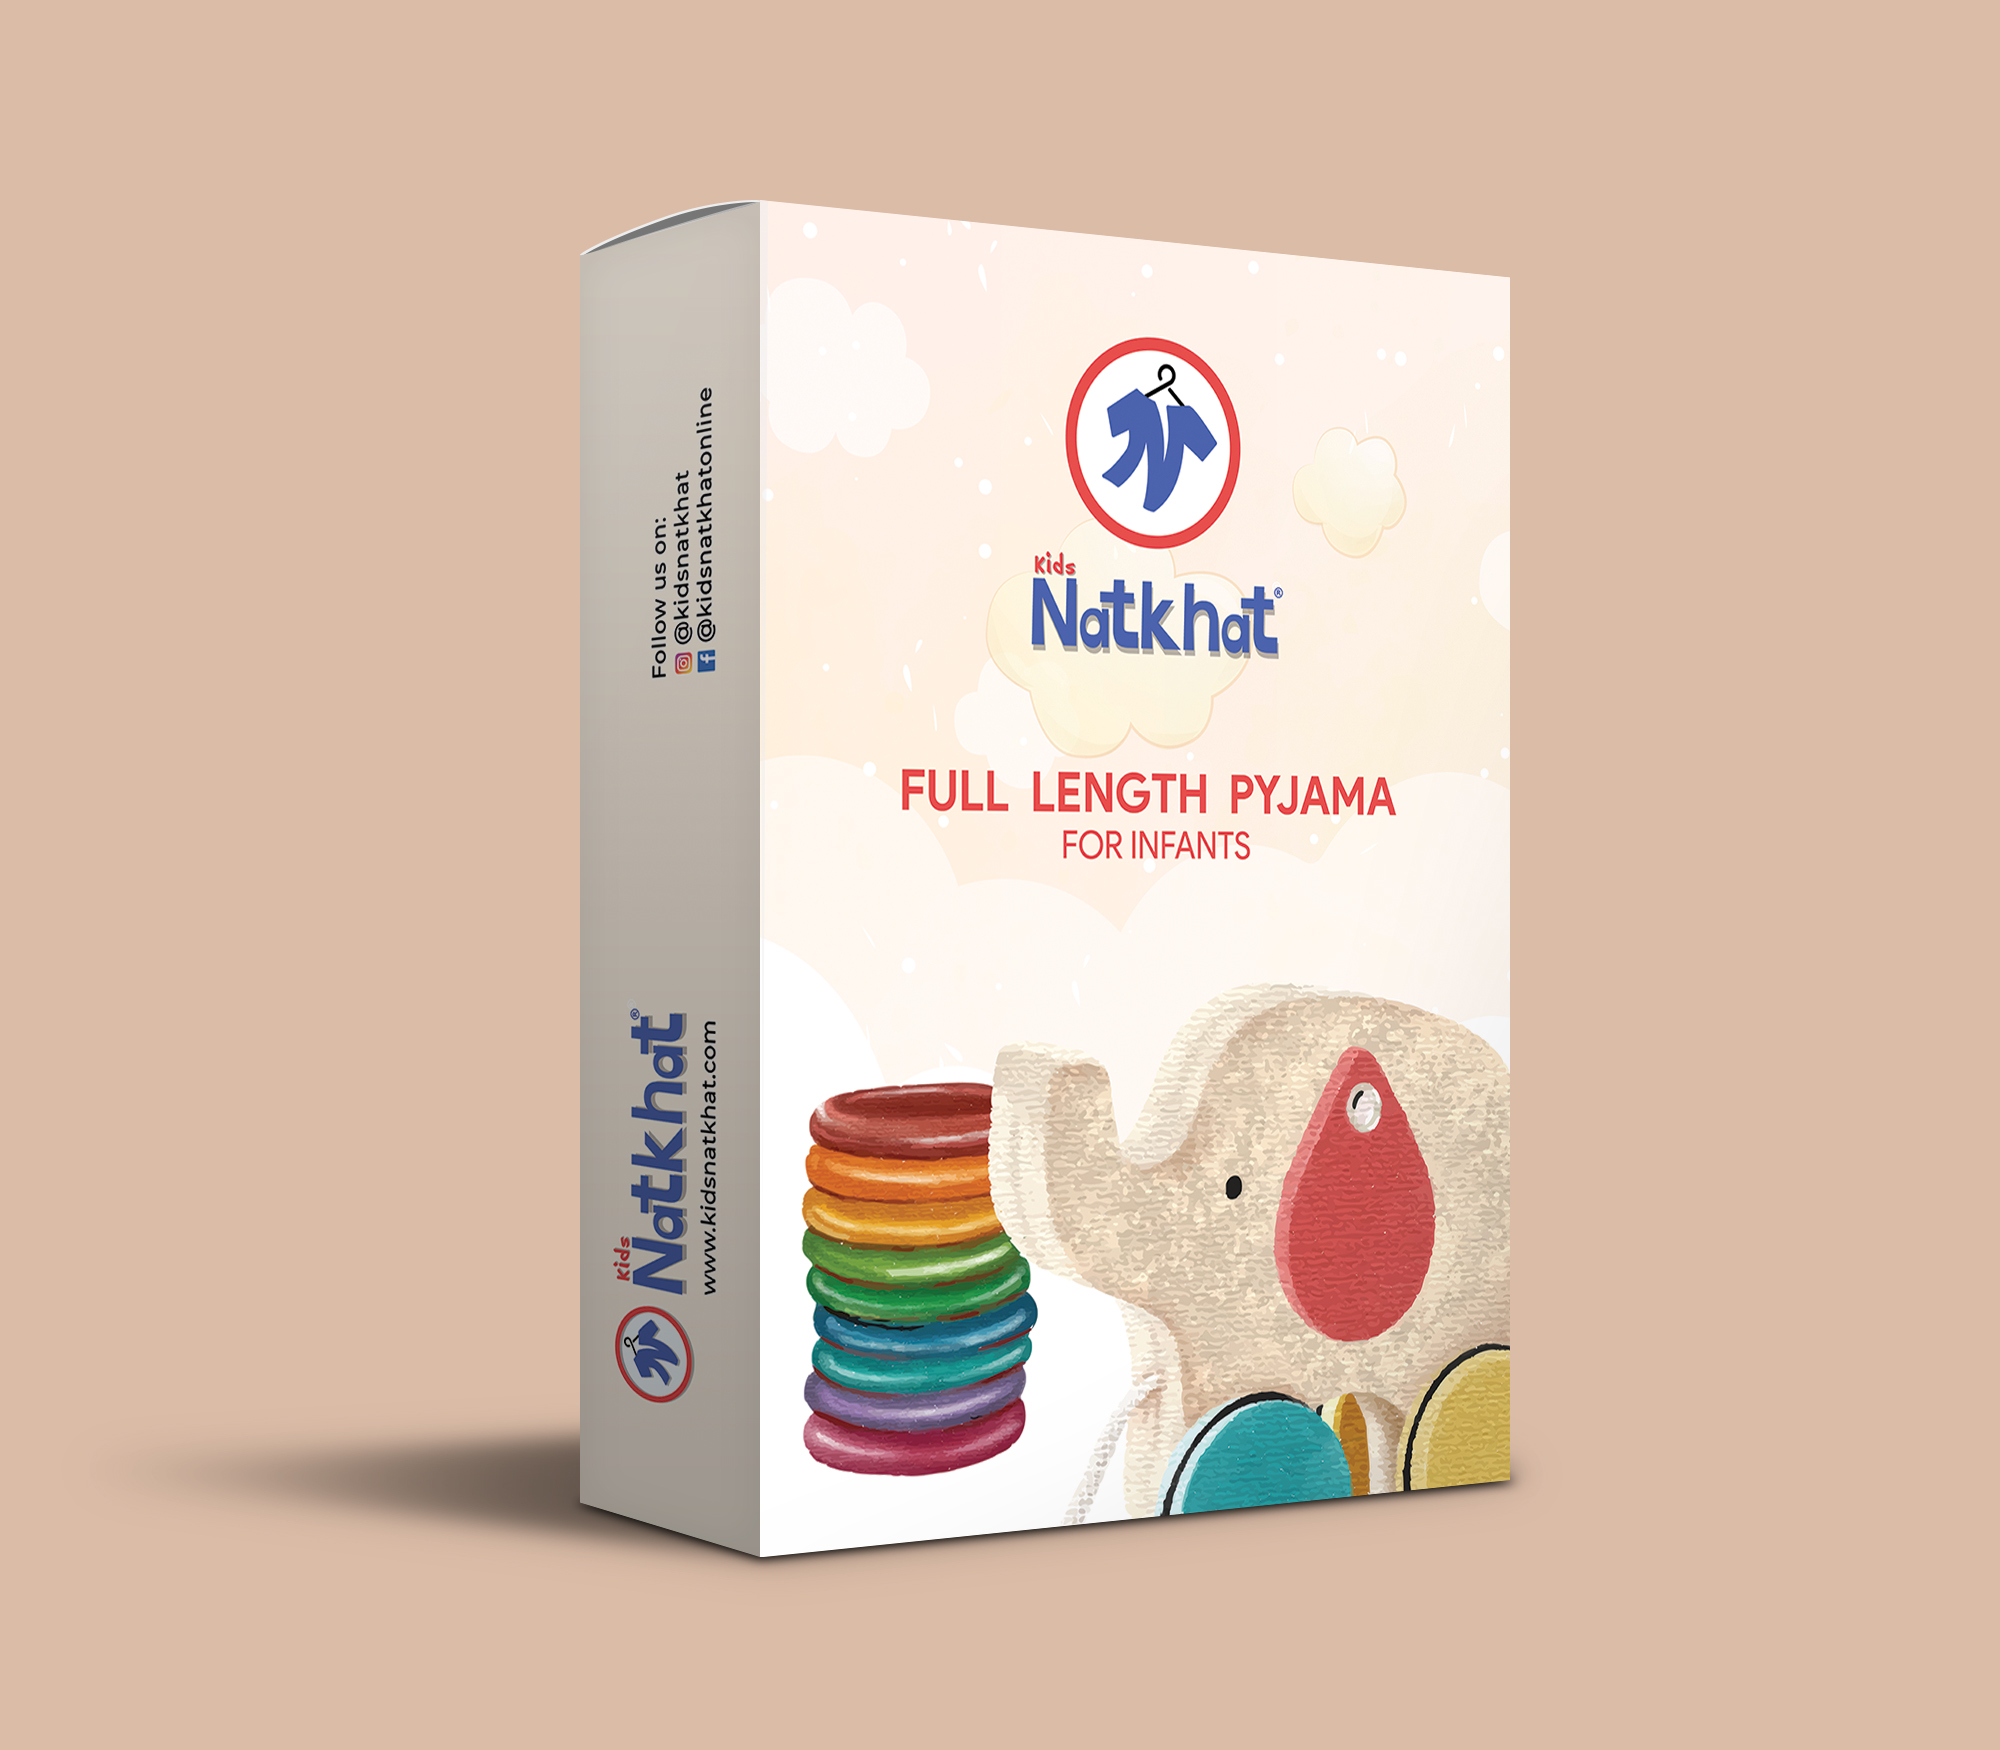 Kids
Natkhat®
FULL LENGTH PYJAMA
FOR INFANTS
Follow us on:
@kidsnatkhat
@kidsnatkhatonline
Kids
Natkhat®
www.kidsnatkhat.com